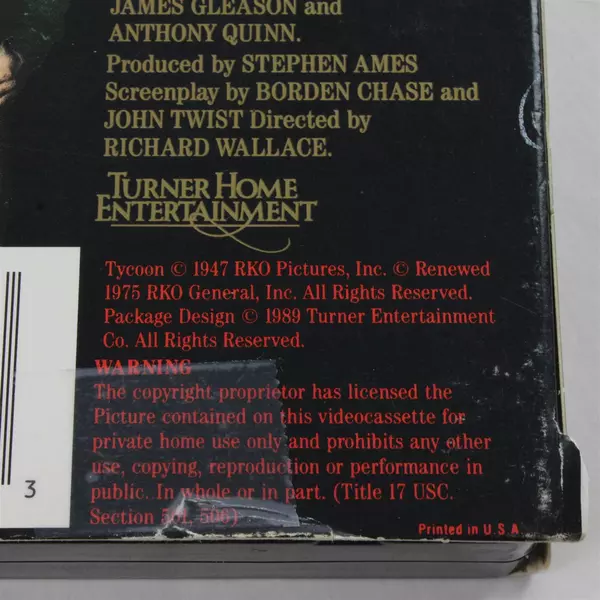 JAMES GLEASON and
ANTHONY QUINN.
Produced by STEPHEN AMES
Screenplay by BORDEN CHASE and
JOHN TWIST Directed by
RICHARD WALLACE.
TURNER HOME
ENTERTAINMENT
Tycoon © 1947 RKO Pictures, Inc. © Renewed
1975 RKO General, Inc. All Rights Reserved.
Package Design © 1989 Turner Entertainment
Co. All Rights Reserved.
WARNING
The copyright proprietor has licensed the
Picture contained on this videocassette for
private home use only and prohibits any other
use, copying, reproduction or performance in
public. In whole or in part. (Title 17 USC.
Section 501, 506)
Printed in U.S.A
3